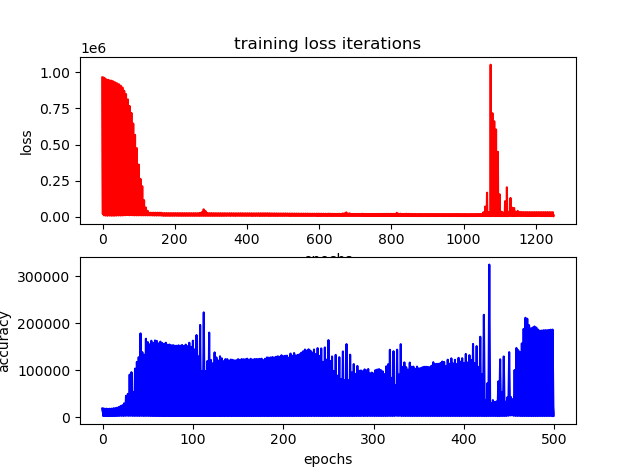 training loss iterations
1e6
1.00
0.75
0.50
0.25
0.00
loss
0 200 400 600 800 1000 1200
epochs
300000
200000
100000
0
accuracy
0 100 200 300 400 500
epochs